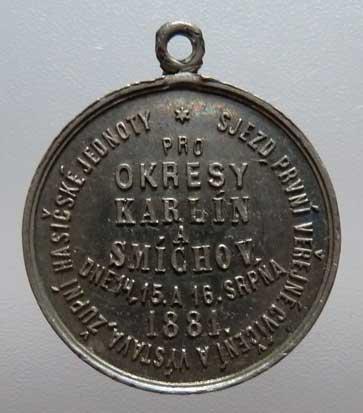 SJEZD, PRVNÍ VEŘEJNÉ CVIČENÍ A VÝSTAVA, ŽUPNÍ HASIČSKÉ JEDNOTY *
PRO
OKRESY
KARLÍN
A
SMÍCHOV.
DNE 14, 15. A 16. SRPNA
1881.